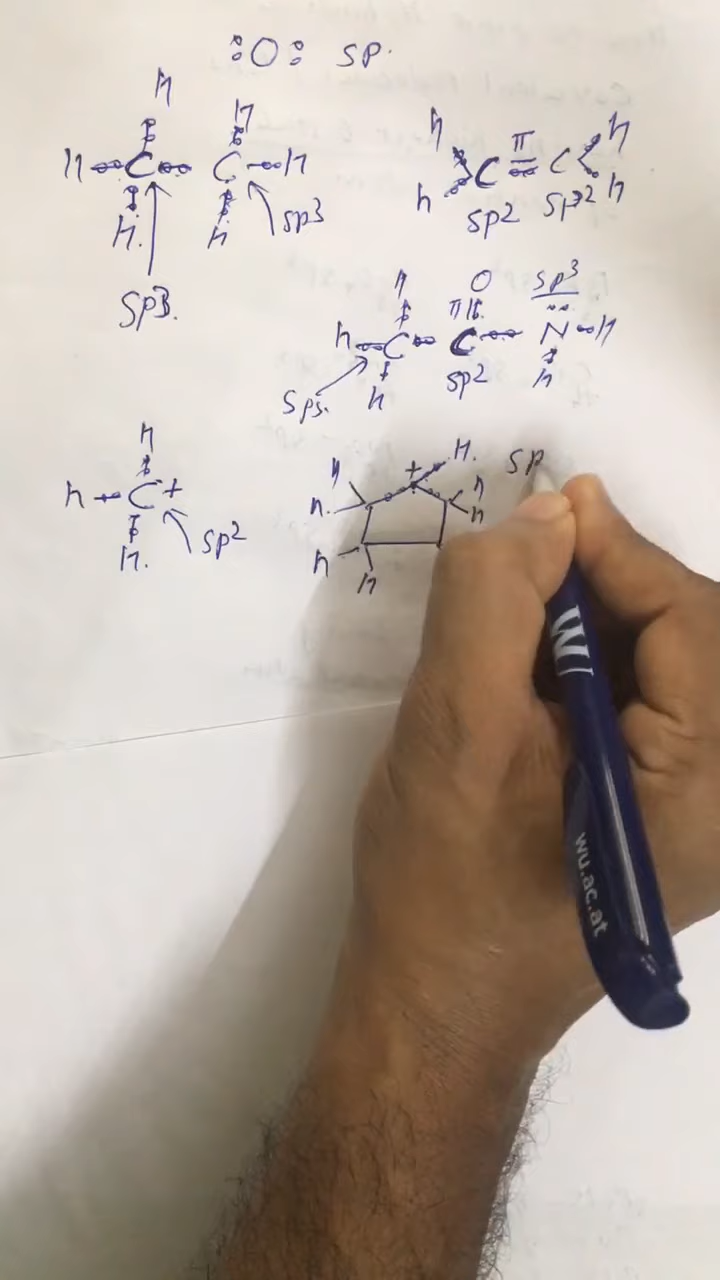 :O: SP.
H H
H C C H
H. H
SP3. SP3
H π H
C = C
H SP2 SP2 H
O SP3
H π ..
H C C N H
SP3. H SP2 H
H
H C +
H. SP2
H + H. SP
H. H
H H
H
W
wu.ac.at